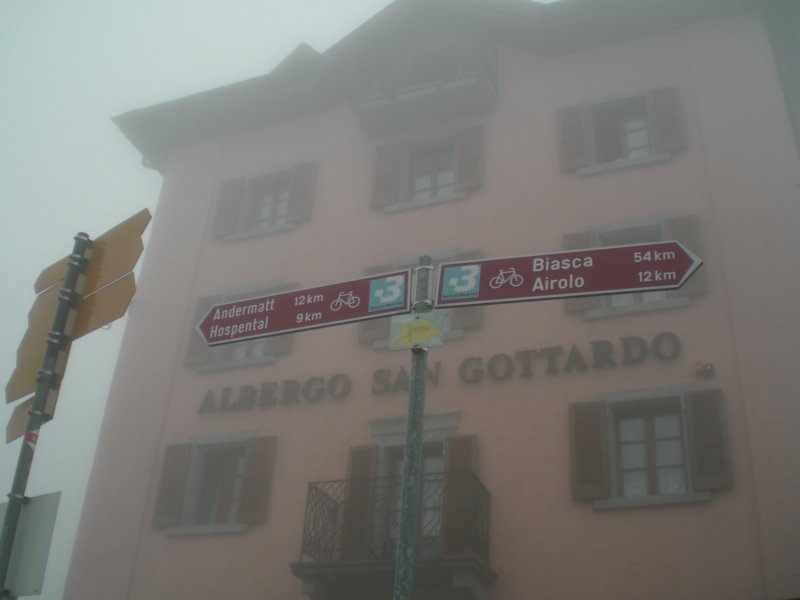 Andermatt 12 km
Hospental 9 km
3
3
Biasca 54 km
Airolo 12 km
ALBERGO SAN GOTTARDO